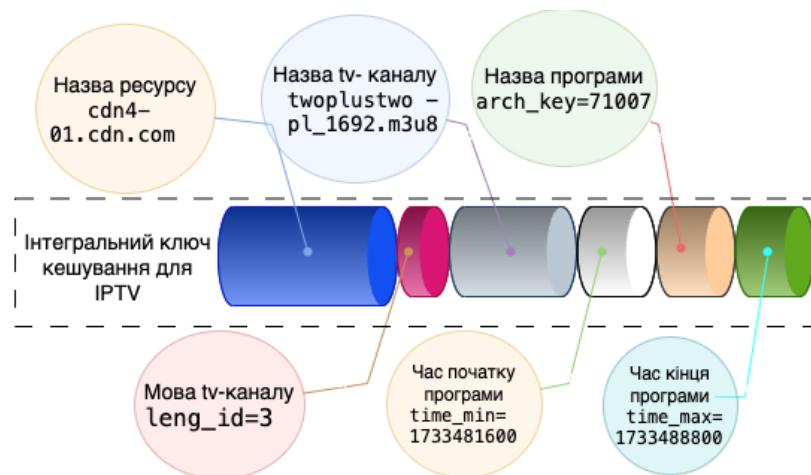 Назва ресурсу
cdn4-
01.cdn.com
Назва tv- каналу
twoplustwo -
pl_1692.m3u8
Назва програми
arch_key=71007
Інтегральний ключ
кешування для
IPTV
Мова tv-каналу
leng_id=3
Час початку
програми
time_min=
1733481600
Час кінця
програми
time_max=
1733488800